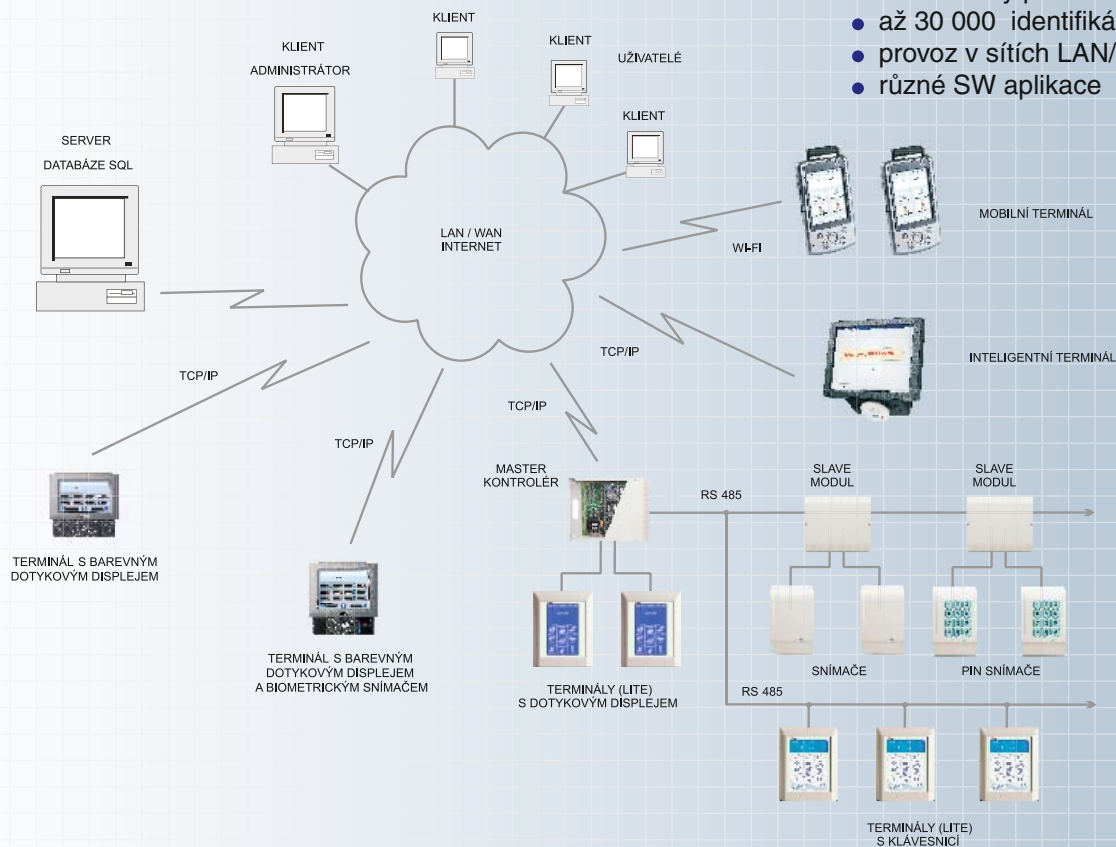 až 30 000 identifiká
provoz v sítích LAN/
různé SW aplikace
KLIENT
KLIENT
ADMINISTRÁTOR
KLIENT
UŽIVATELÉ
KLIENT
SERVER
DATABÁZE SQL
LAN / WAN
INTERNET
WI-FI
MOBILNÍ TERMINÁL
INTELIGENTNÍ TERMINÁL
TCP/IP
TCP/IP
TCP/IP
TCP/IP
MASTER
KONTROLÉR
RS 485
SLAVE
MODUL
SLAVE
MODUL
TERMINÁL S BAREVNÝM
DOTYKOVÝM DISPLEJEM
TERMINÁL S BAREVNÝM
DOTYKOVÝM DISPLEJEM
A BIOMETRICKÝM SNÍMAČEM
TERMINÁLY (LITE)
S DOTYKOVÝM DISPLEJEM
SNÍMAČE
PIN SNÍMAČE
RS 485
TERMINÁLY (LITE)
S KLÁVESNICÍ